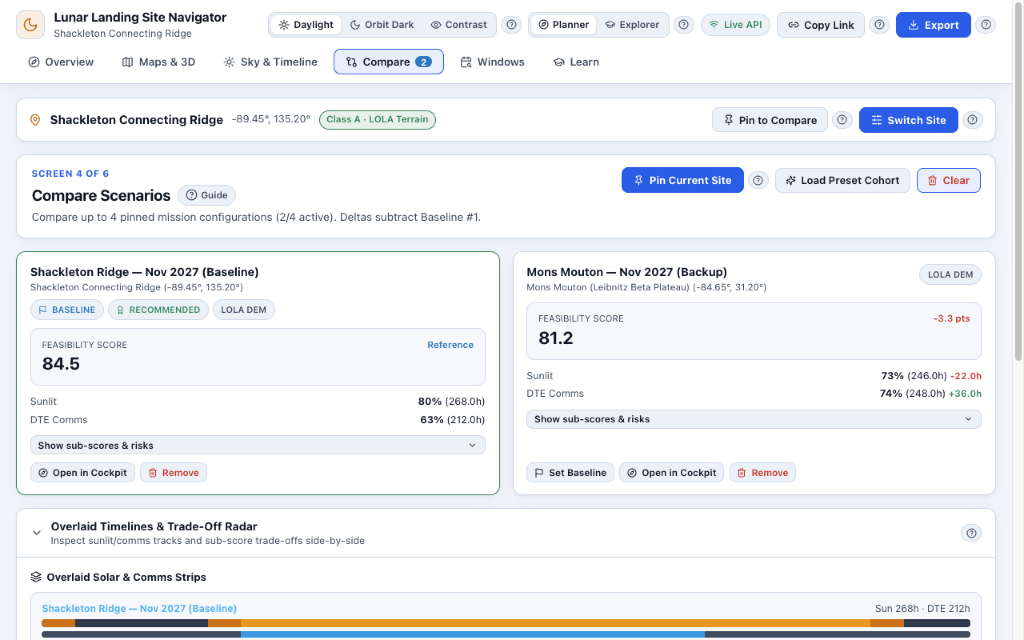 Lunar Landing Site Navigator
Shackleton Connecting Ridge
Daylight
Orbit Dark
Contrast
Planner
Explorer
Live API
Copy Link
Export
Overview
Maps & 3D
Sky & Timeline
Compare 2
Windows
Learn
Shackleton Connecting Ridge -89.45°, 135.20° Class A · LOLA Terrain
Pin to Compare
Switch Site
SCREEN 4 OF 6
Compare Scenarios
Guide
Compare up to 4 pinned mission configurations (2/4 active). Deltas subtract Baseline #1.
Pin Current Site
Load Preset Cohort
Clear
Shackleton Ridge — Nov 2027 (Baseline)
Shackleton Connecting Ridge (-89.45°, 135.20°)
BASELINE
RECOMMENDED
LOLA DEM
FEASIBILITY SCORE
Reference
84.5
Sunlit 80% (268.0h)
DTE Comms 63% (212.0h)
Show sub-scores & risks
Open in Cockpit
Remove
Mons Mouton — Nov 2027 (Backup)
Mons Mouton (Leibnitz Beta Plateau) (-84.65°, 31.20°)
LOLA DEM
FEASIBILITY SCORE
-3.3 pts
81.2
Sunlit 73% (246.0h) -22.0h
DTE Comms 74% (248.0h) +36.0h
Show sub-scores & risks
Set Baseline
Open in Cockpit
Remove
Overlaid Timelines & Trade-Off Radar
Inspect sunlit/comms tracks and sub-score trade-offs side-by-side
Overlaid Solar & Comms Strips
Shackleton Ridge — Nov 2027 (Baseline)
Sun 268h · DTE 212h